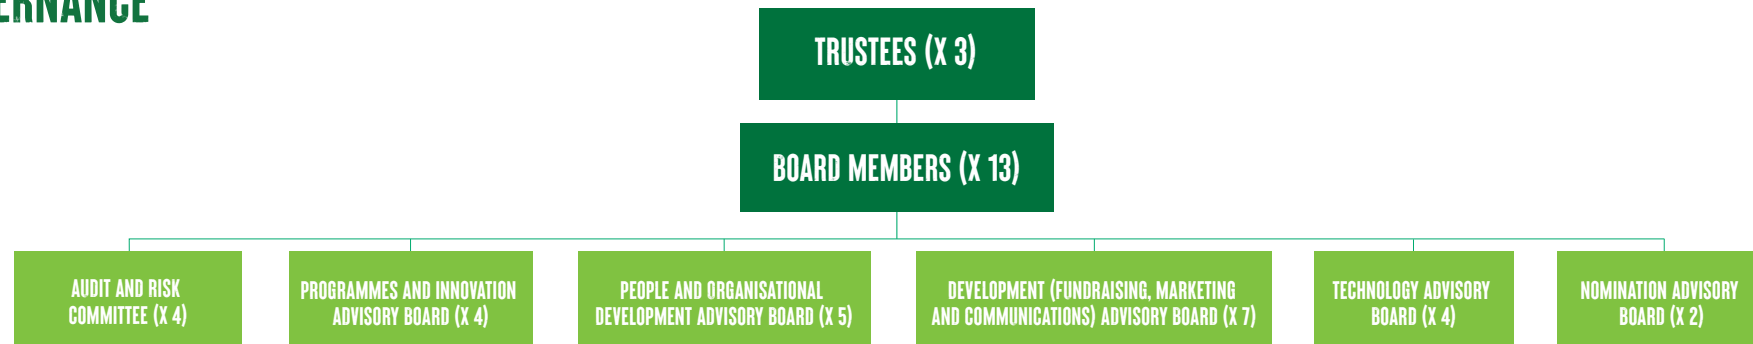 ERNANCE
TRUSTEES (X 3)
BOARD MEMBERS (X 13)
AUDIT AND RISK
COMMITTEE (X 4)
PROGRAMMES AND INNOVATION
ADVISORY BOARD (X 4)
PEOPLE AND ORGANISATIONAL
DEVELOPMENT ADVISORY BOARD (X 5)
DEVELOPMENT (FUNDRAISING, MARKETING
AND COMMUNICATIONS) ADVISORY BOARD (X 7)
TECHNOLOGY ADVISORY
BOARD (X 4)
NOMINATION ADVISORY
BOARD (X 2)